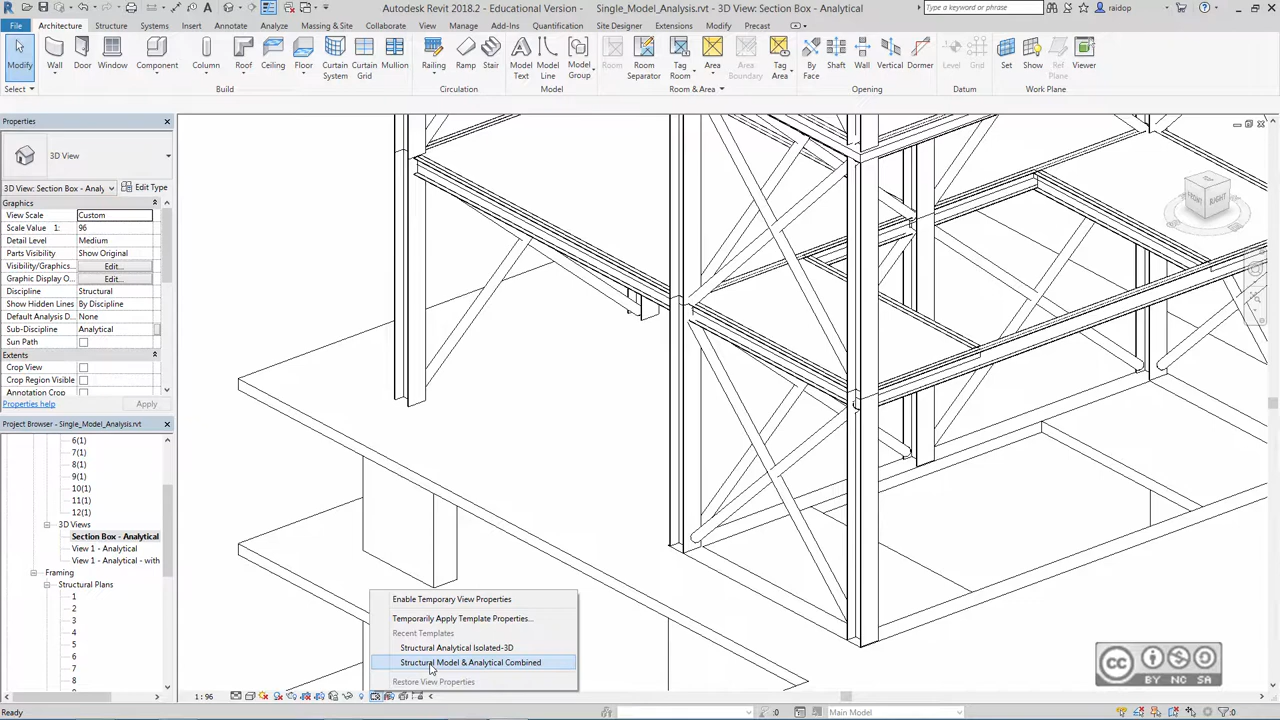 Autodesk Revit 2018.2 - Educational Version - Single_Model_Analysis.rvt - 3D View: Section Box - Analytical
Type a keyword or phrase
raidop
File Architecture Structure Systems Insert Annotate Analyze Massing & Site Collaborate View Manage Add-Ins Quantification Site Designer Extensions Modify Precast
Modify Wall Door Window Component Column Roof Ceiling Floor Curtain System Curtain Grid Mullion Railing Ramp Stair Model Text Model Line Model Group Room Room Separator Tag Room Area Area Boundary Tag Area By Face Shaft Wall Vertical Dormer Level Grid Set Show Ref Plane Viewer
Select Build Circulation Model Room & Area Opening Datum Work Plane
Properties
3D View
3D View: Section Box - Analy
Edit Type
Graphics
View Scale Custom
Scale Value 1: 96
Detail Level Medium
Parts Visibility Show Original
Visibility/Graphics... Edit...
Graphic Display O... Edit...
Discipline Structural
Show Hidden Lines By Discipline
Default Analysis D... None
Sub-Discipline Analytical
Sun Path
Extents
Crop View
Crop Region Visible
Annotation Crop
Properties help
Apply
FRONT RIGHT
Project Browser - Single_Model_Analysis.rvt
6(1)
7(1)
8(1)
9(1)
10(1)
11(1)
12(1)
3D Views
Section Box - Analytical
View 1 - Analytical
View 1 - Analytical - with
Framing
Structural Plans
1
2
3
4
5
6
7
8
Enable Temporary View Properties
Temporarily Apply Template Properties...
Recent Templates
Structural Analytical Isolated-3D
Structural Model & Analytical Combined
Restore View Properties
1 : 96
cc
BY NC SA
Ready
:0
Main Model
:0